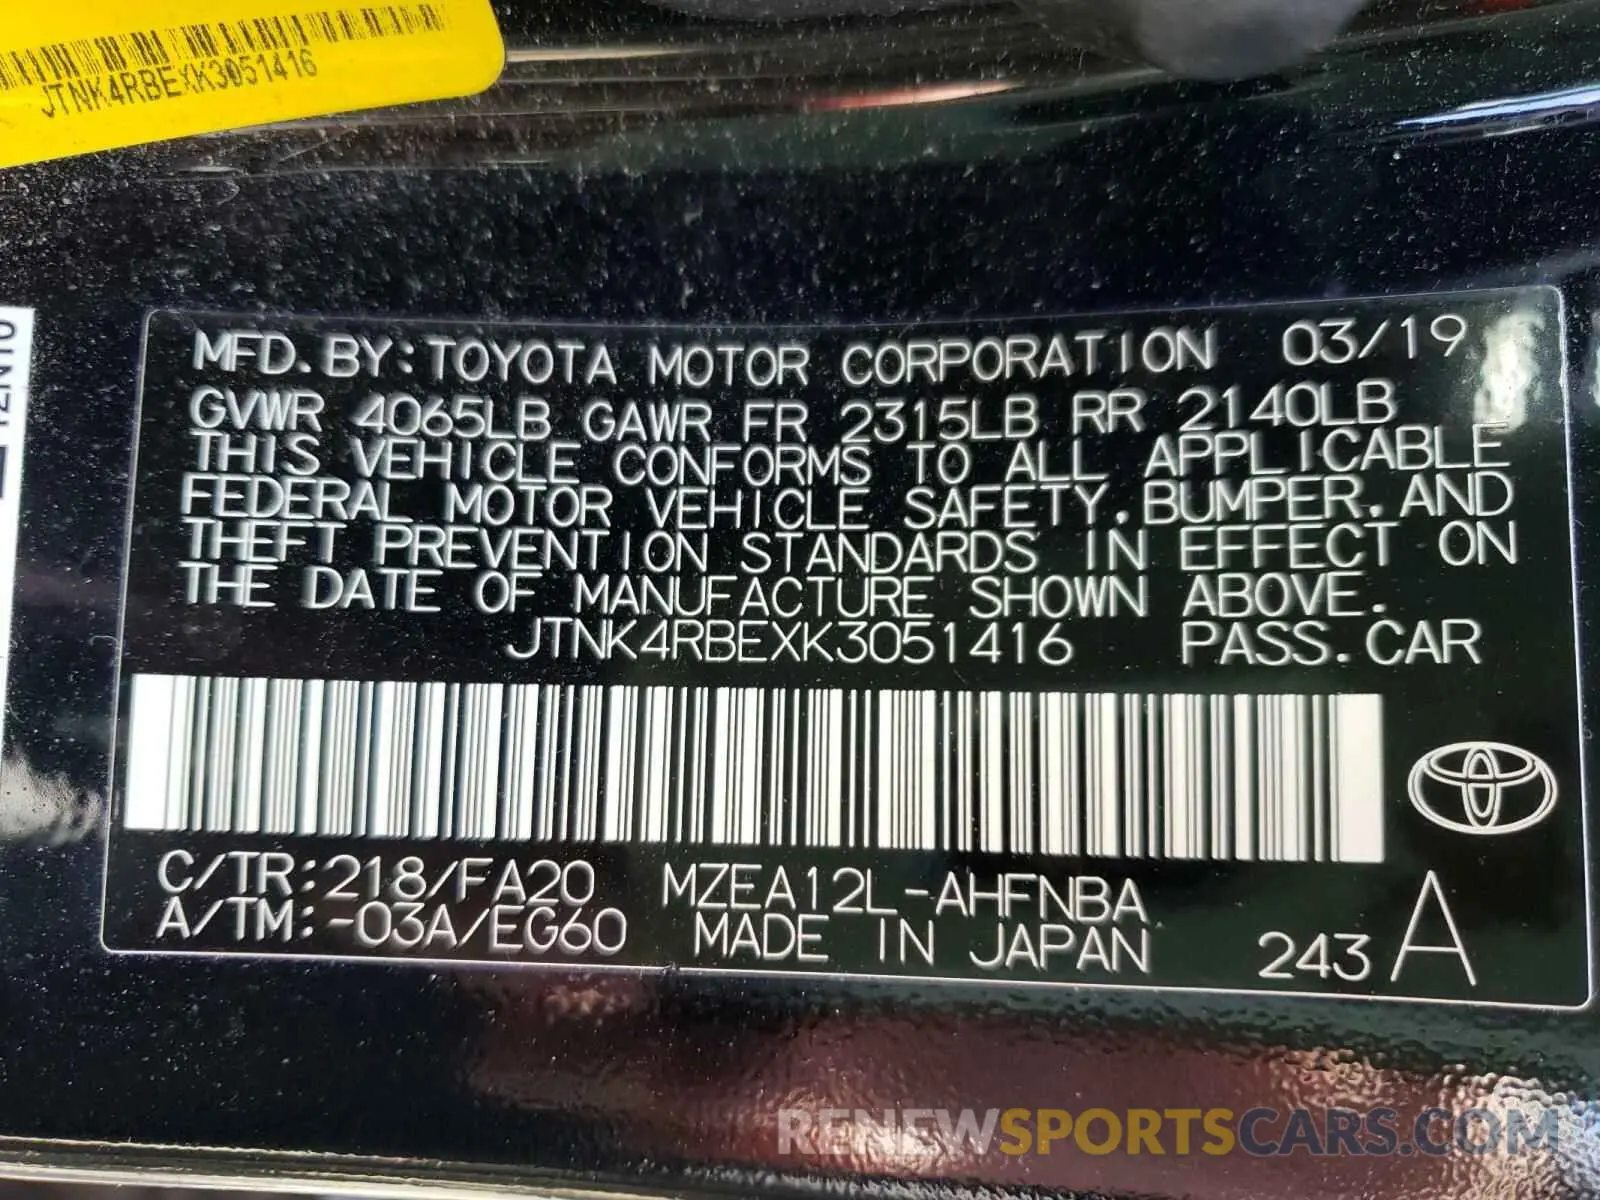 JTNK4RBEXK3051416
MFD. BY: TOYOTA MOTOR CORPORATION 03/19
GVWR 4065LB GAWR FR 2315LB RR 2140LB
THIS VEHICLE CONFORMS TO ALL APPLICABLE
FEDERAL MOTOR VEHICLE SAFETY. BUMPER. AND
THEFT PREVENTION STANDARDS IN EFFECT ON
THE DATE OF MANUFACTURE SHOWN ABOVE.
JTNK4RBEXK3051416 PASS. CAR
C/TR: 218/FA20 MZEA12L-AHFNBA
A/TM: -03A/EG60 MADE IN JAPAN 243 A
RENEWSPORTSCARS.COM